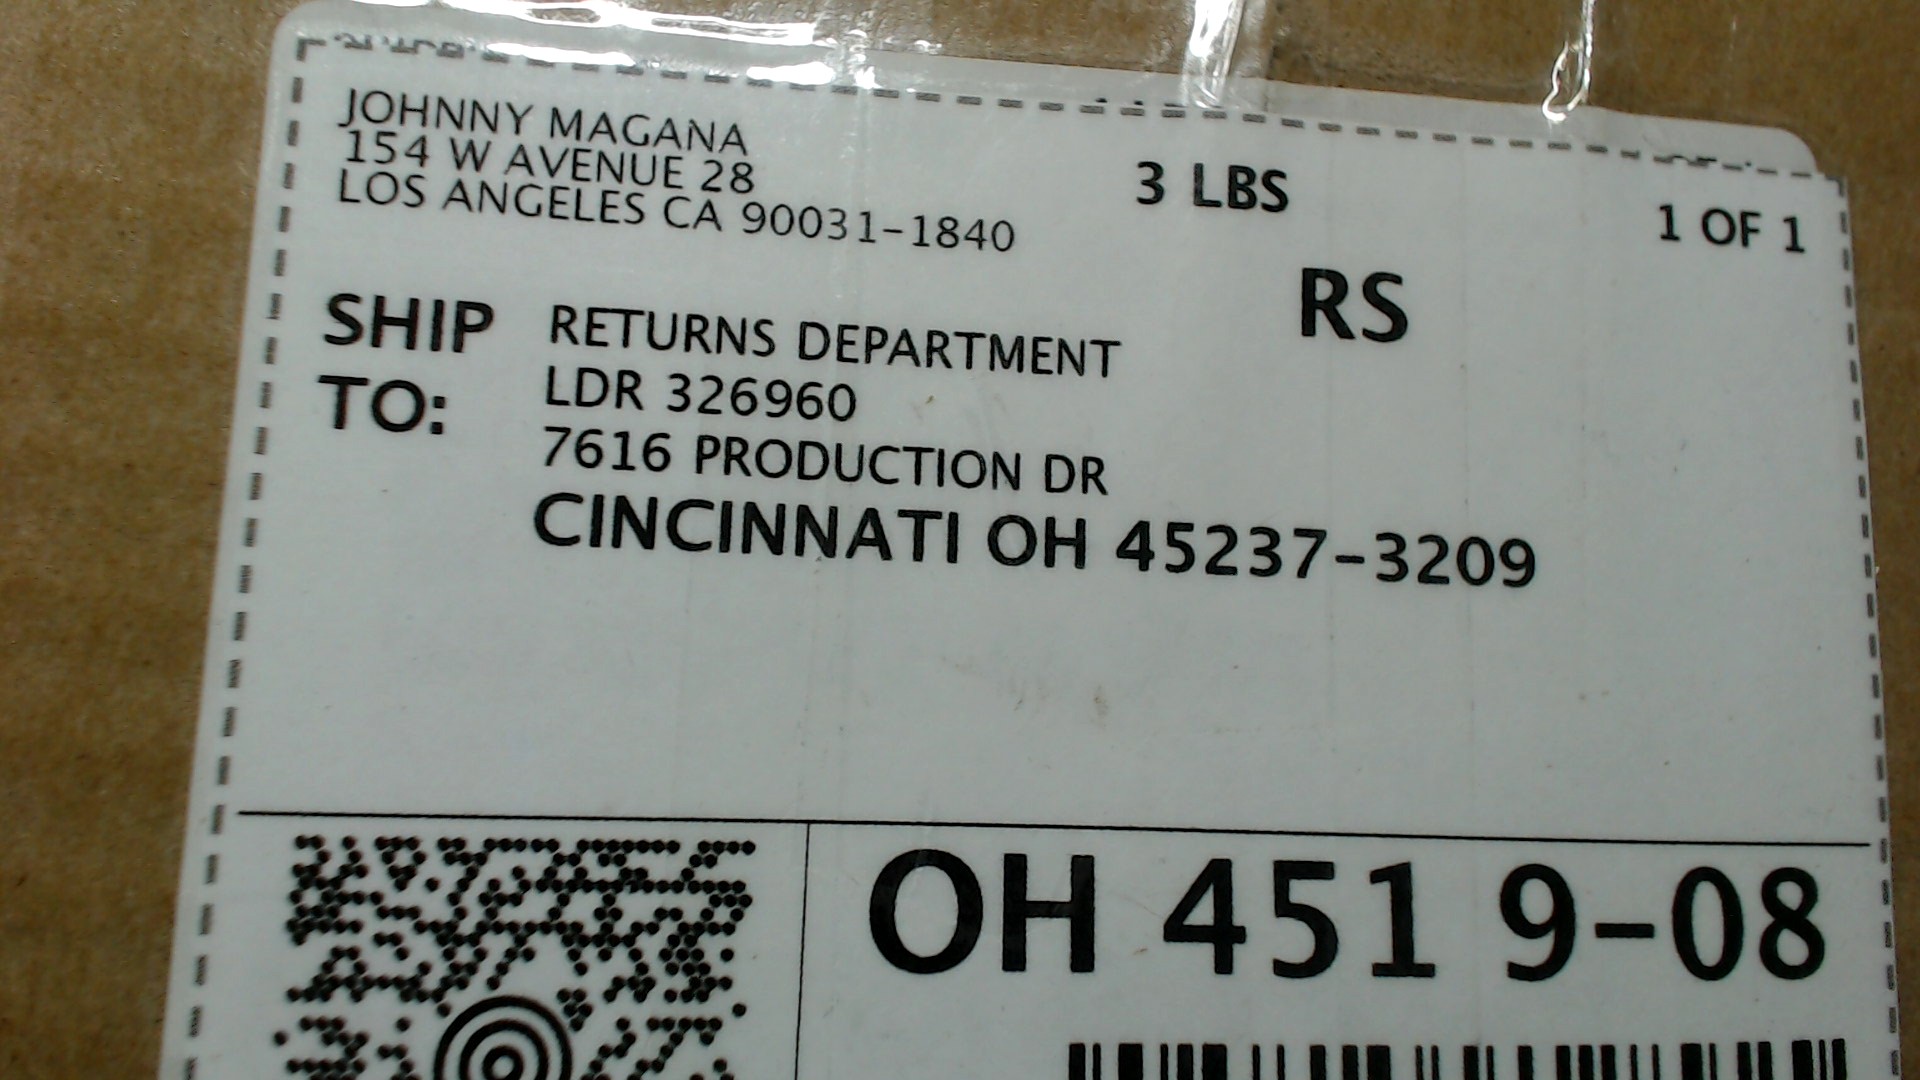 JOHNNY MAGANA
154 W AVENUE 28
LOS ANGELES CA 90031-1840
3 LBS
1 OF 1
RS
SHIP TO:
RETURNS DEPARTMENT
LDR 326960
7616 PRODUCTION DR
CINCINNATI OH 45237-3209
OH 451 9-08